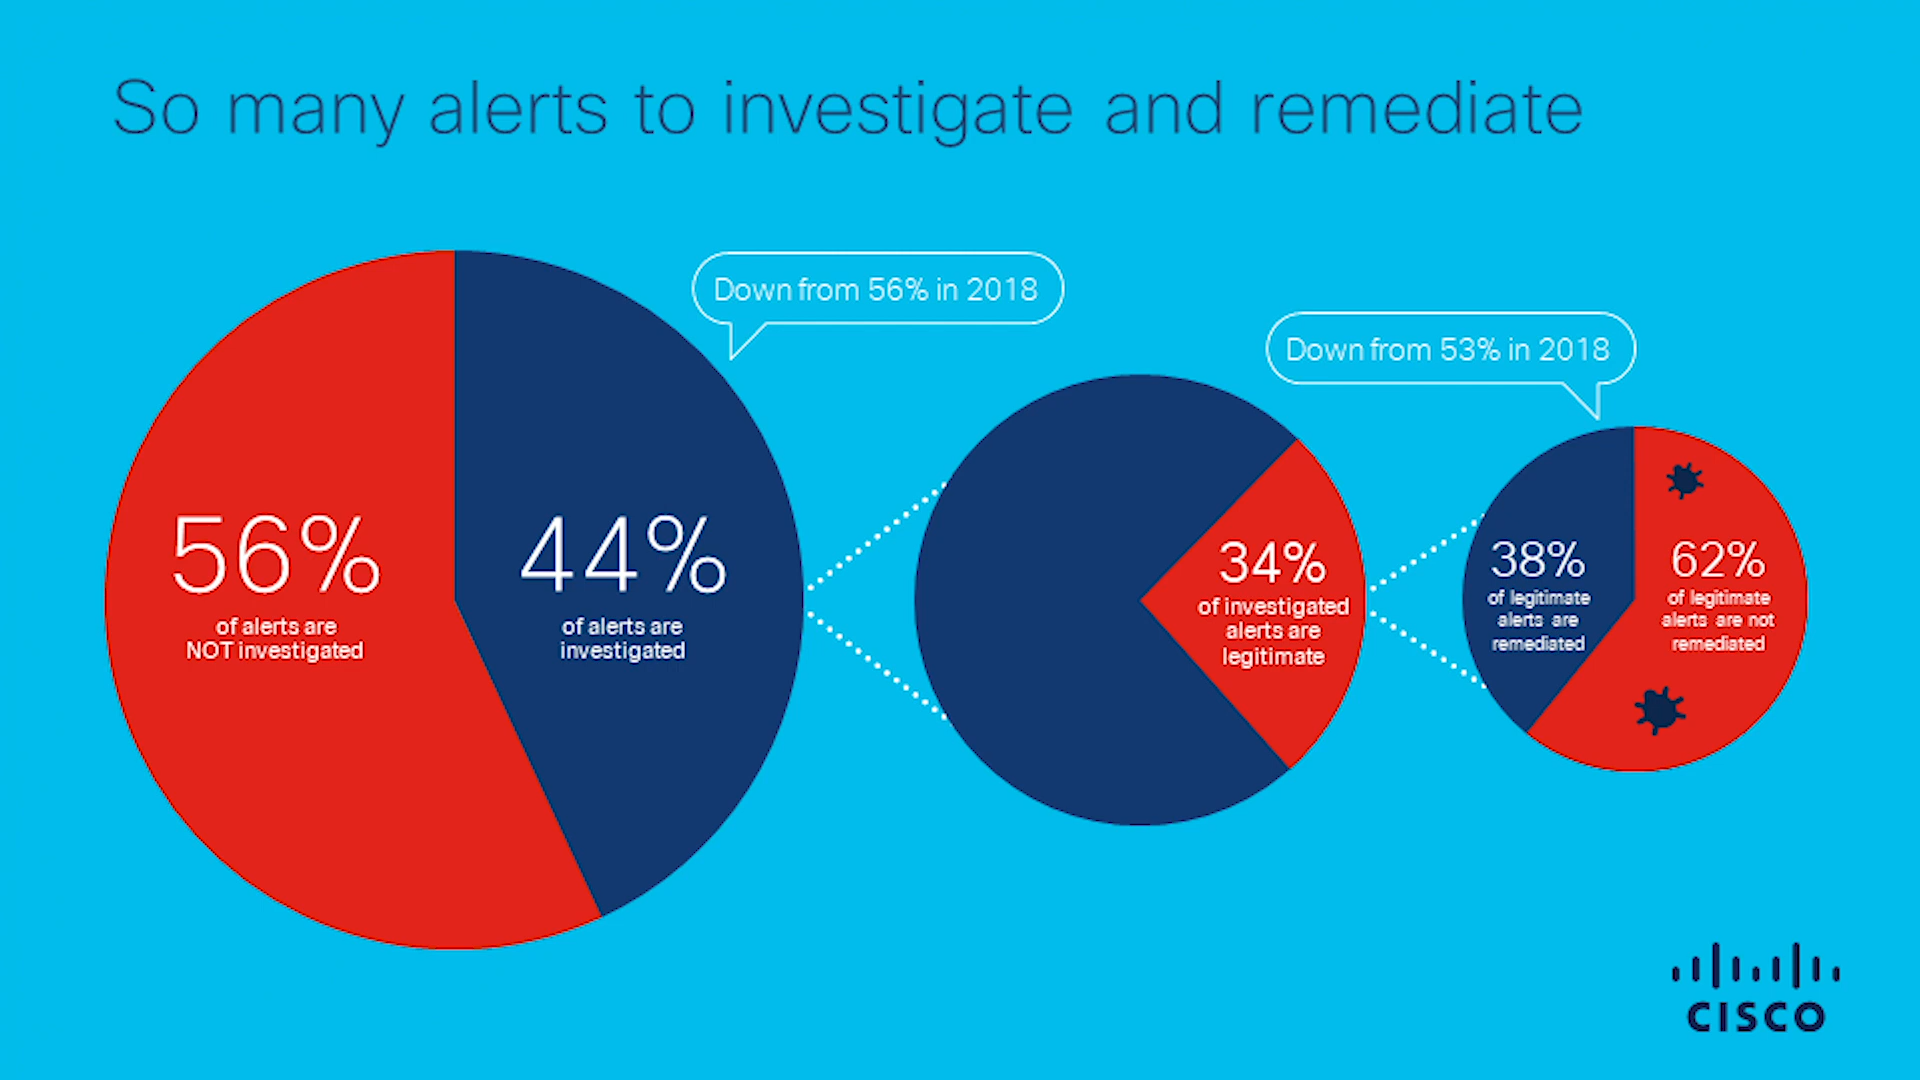 So many alerts to investigate and remediate
Down from 56% in 2018
Down from 53% in 2018
56%
of alerts are
NOT investigated
44%
of alerts are
investigated
34%
of investigated
alerts are
legitimate
38%
of legitimate
alerts are
remediated
62%
of legitimate
alerts are not
remediated
CISCO